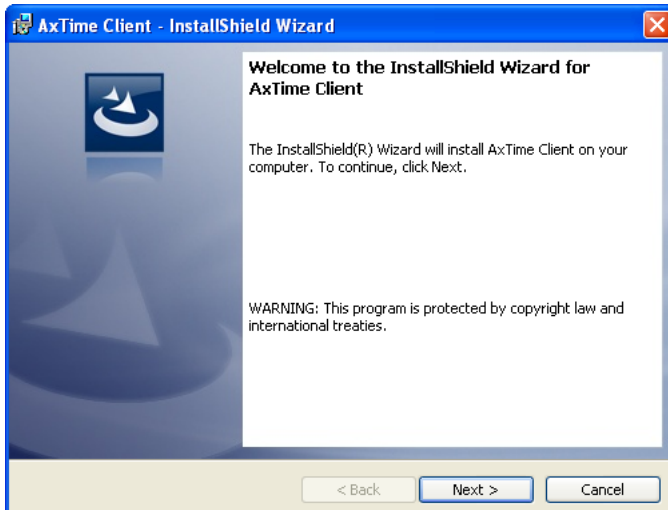 AxTime Client - InstallShield Wizard
Welcome to the InstallShield Wizard for
AxTime Client
The InstallShield(R) Wizard will install AxTime Client on your
computer. To continue, click Next.
WARNING: This program is protected by copyright law and
international treaties.
< Back
Next >
Cancel